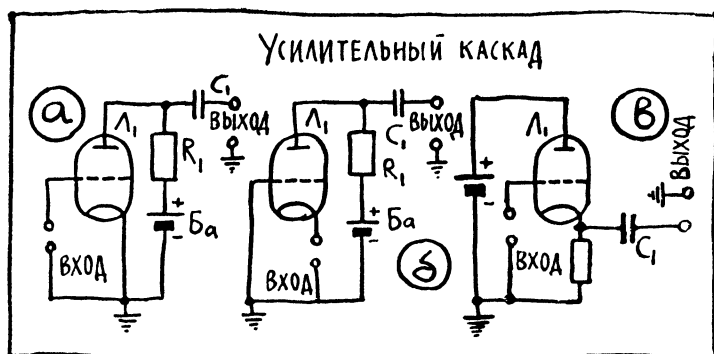 Усилительный каскад
а
Л₁
C₁
ВЫХОД
R₁
+
Ба
-
ВХОД
Л₁
C₁
ВЫХОД
R₁
+
Ба
-
ВХОД
б
в
Л₁
+
-
ВЫХОД
C₁
ВХОД